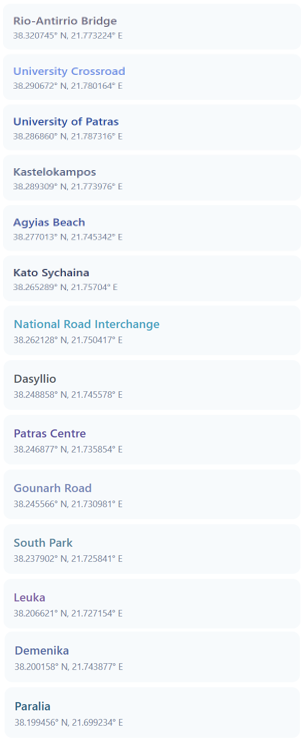 Rio-Antirrio Bridge
38.320745° N, 21.773224° E
University Crossroad
38.290672° N, 21.780164° E
University of Patras
38.286860° N, 21.787316° E
Kastelokampos
38.289309° N, 21.773976° E
Agyias Beach
38.277013° N, 21.745342° E
Kato Sychaina
38.265289° N, 21.75704° E
National Road Interchange
38.262128° N, 21.750417° E
Dasyllio
38.248858° N, 21.745578° E
Patras Centre
38.246877° N, 21.735854° E
Gounarh Road
38.245566° N, 21.730981° E
South Park
38.237902° N, 21.725841° E
Leuka
38.206621° N, 21.727154° E
Demenika
38.200158° N, 21.743877° E
Paralia
38.199456° N, 21.699234° E